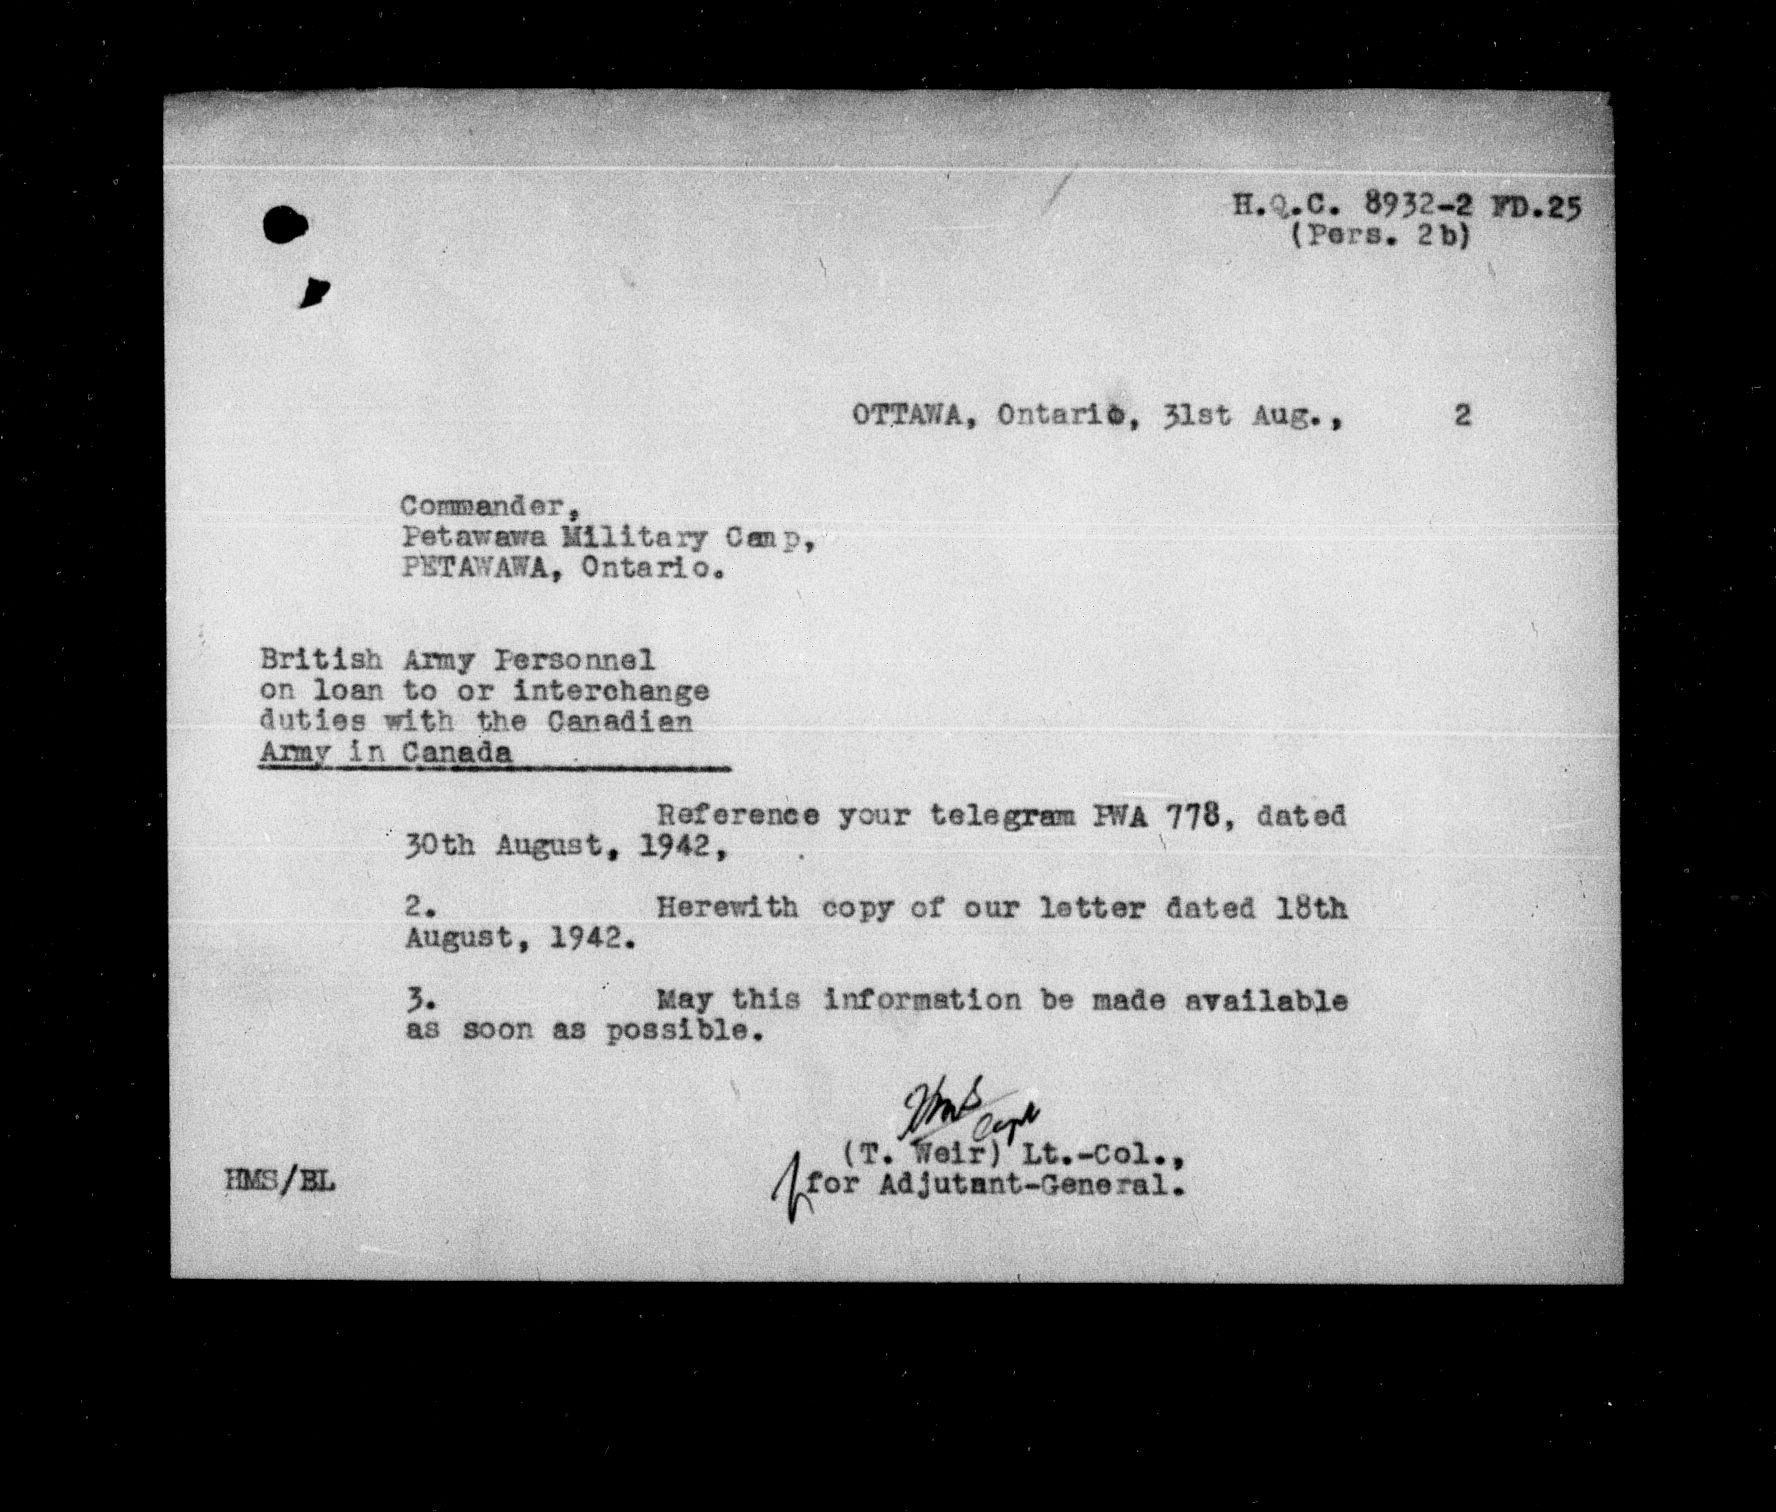 H.Q.C. 8932-2 FD.25
(Pers. 2b)
OTTAWA, Ontario, 31st Aug., 2
Commander,
Petawawa Military Camp,
PETAWAWA, Ontario.
British Army Personnel
on loan to or interchange
duties with the Canadian
Army in Canada
Reference your telegram PWA 778, dated
30th August, 1942,
2. Herewith copy of our letter dated 18th
August, 1942.
3. May this information be made available
as soon as possible.
HMS Capt
(T. Weir) Lt.-Col.,
HMS/BL
for Adjutant-General.